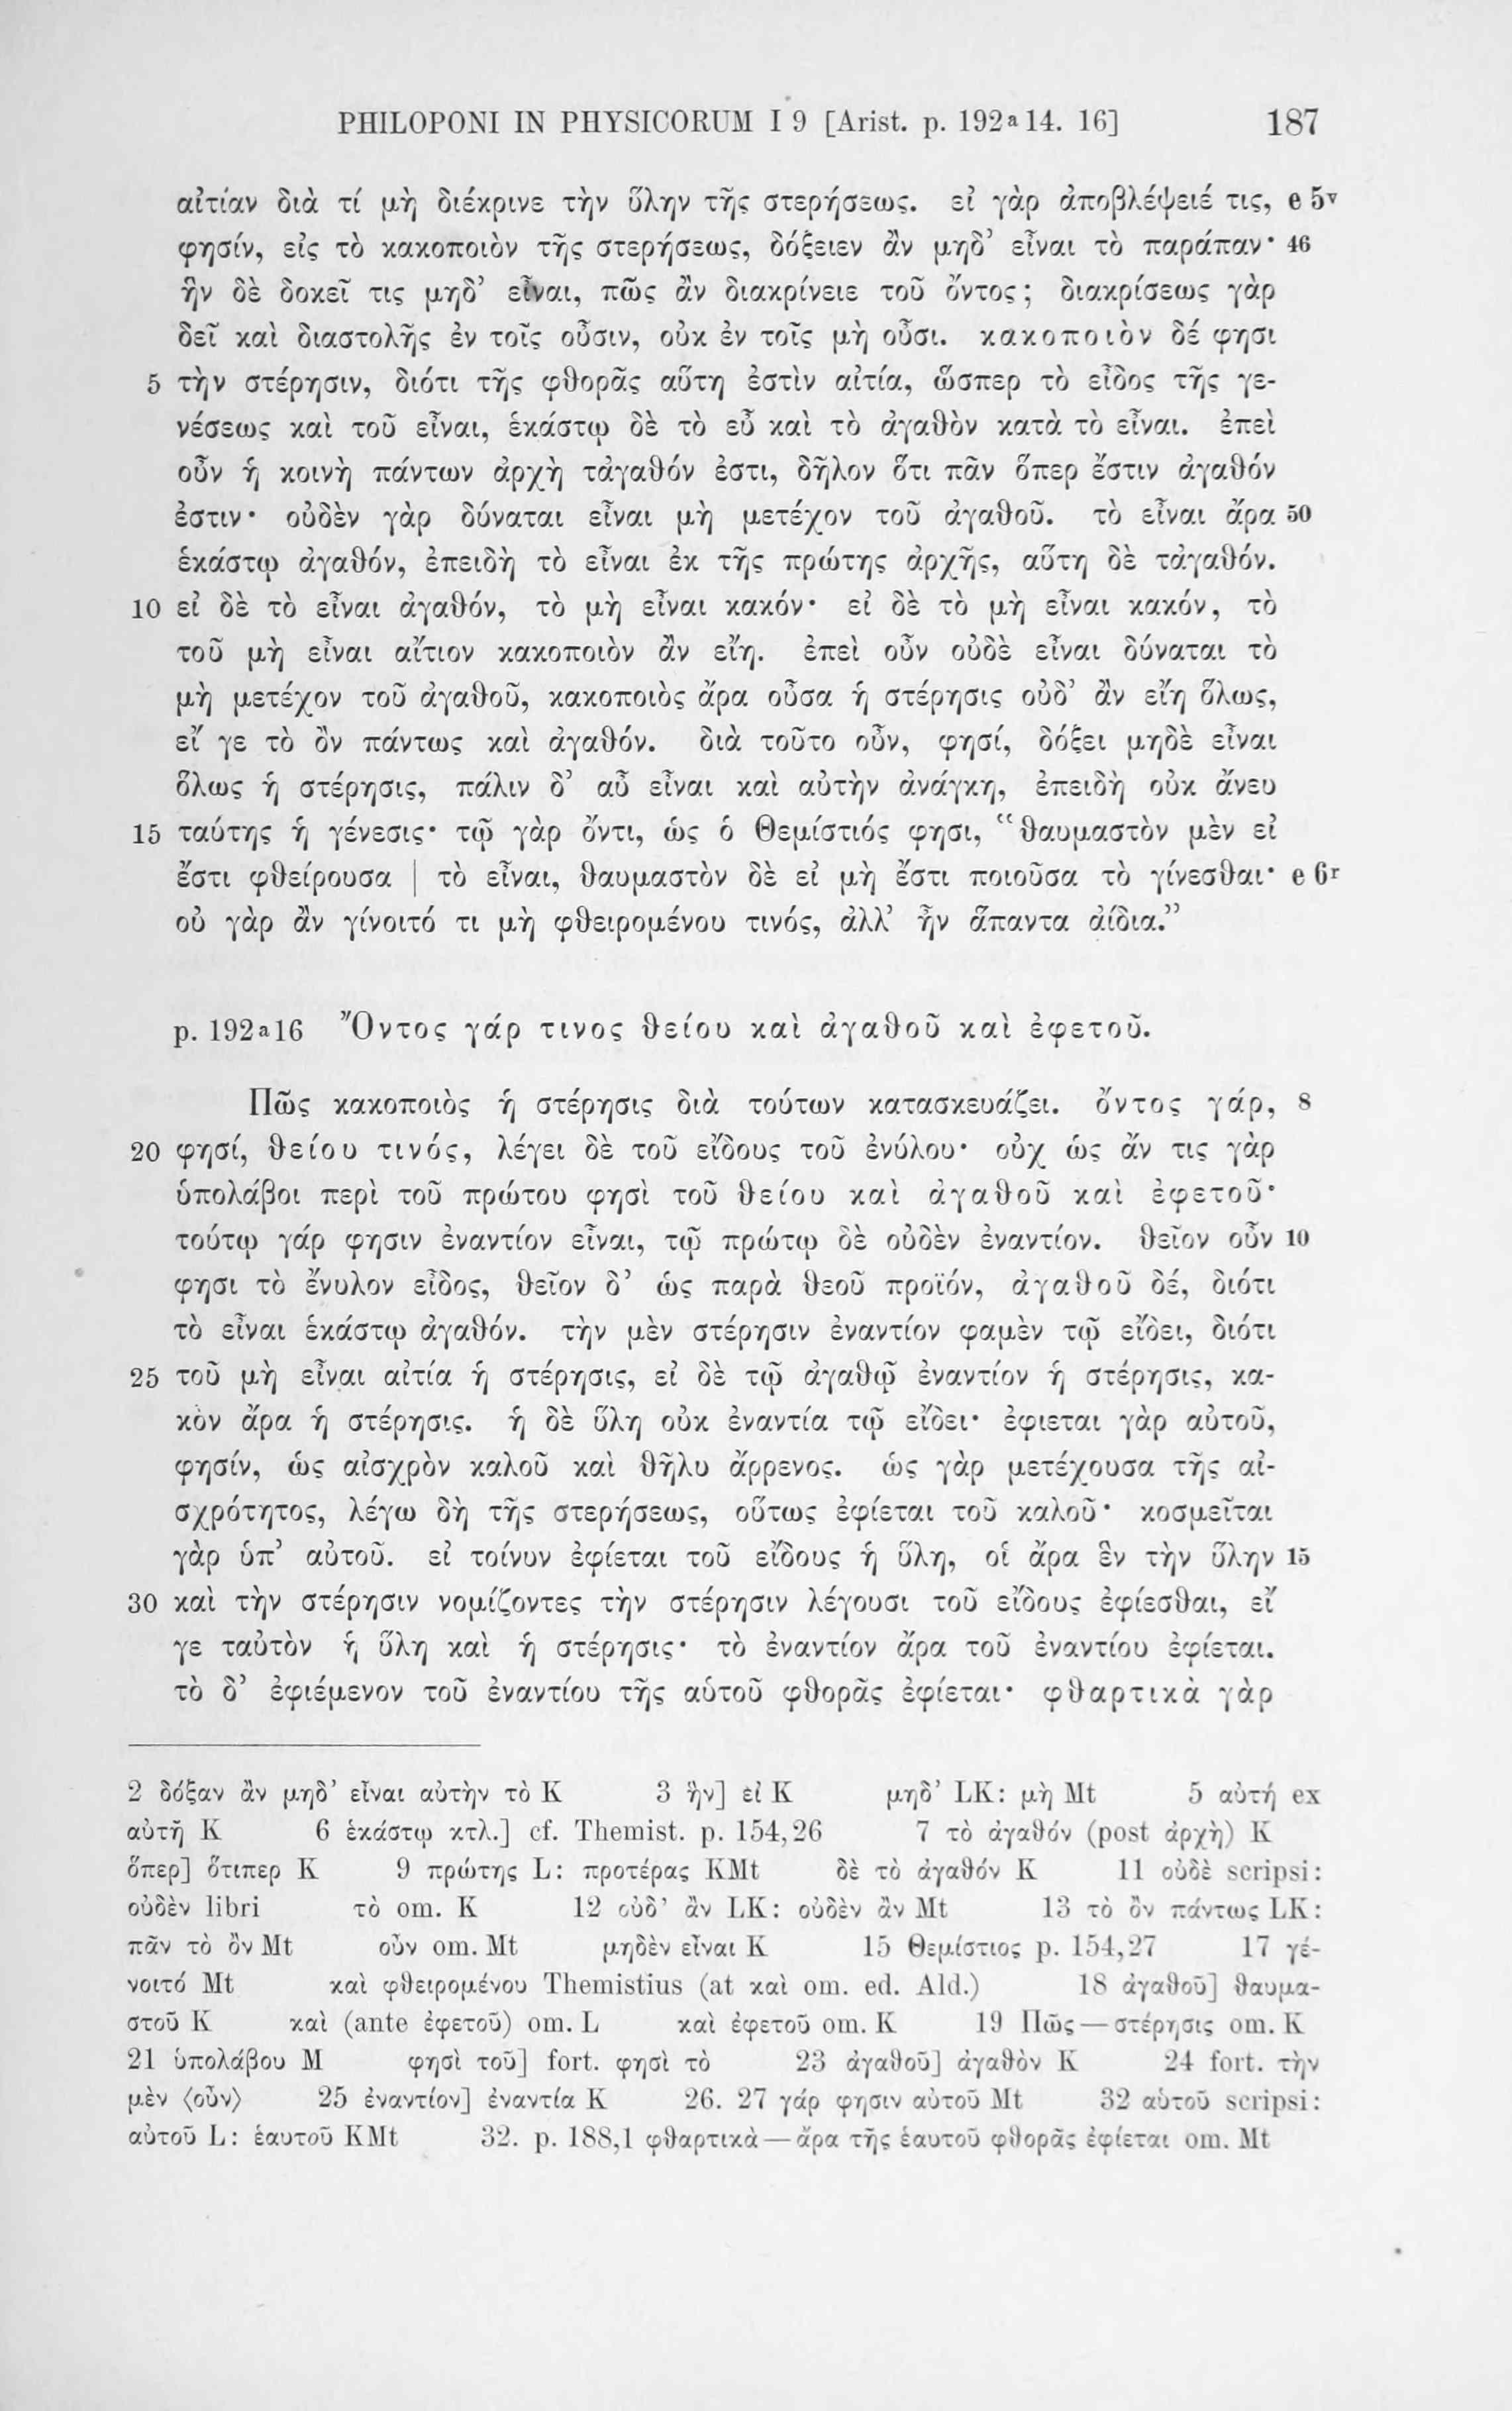 PHILOPONI IN PHYSICORUM I 9 [Arist. p. 192ᵃ14. 16] 187
αἰτίαν διὰ τί μὴ διέκρινε τὴν ὕλην τῆς στερήσεως. εἰ γὰρ ἀποβλέψειέ τις, e 5ᵛ
φησίν, εἰς τὸ κακοποιὸν τῆς στερήσεως, δόξειεν ἂν μηδ’ εἶναι τὸ παράπαν· 46
ἣν δὲ δοκεῖ τις μηδ’ εἶναι, πῶς ἂν διακρίνειε τοῦ ὄντος; διακρίσεως γὰρ
δεῖ καὶ διαστολῆς ἐν τοῖς οὖσιν, οὐκ ἐν τοῖς μὴ οὖσι. κακοποιὸν δέ φησι
5 τὴν στέρησιν, διότι τῆς φθορᾶς αὕτη ἐστὶν αἰτία, ὥσπερ τὸ εἶδος τῆς γε-
νέσεως καὶ τοῦ εἶναι, ἑκάστῳ δὲ τὸ εὖ καὶ τὸ ἀγαθὸν κατὰ τὸ εἶναι. ἐπεὶ
οὖν ἡ κοινὴ πάντων ἀρχὴ τἀγαθόν ἐστι, δῆλον ὅτι πᾶν ὅπερ ἔστιν ἀγαθόν
ἐστιν· οὐδὲν γὰρ δύναται εἶναι μὴ μετέχον τοῦ ἀγαθοῦ. τὸ εἶναι ἄρα 50
ἑκάστῳ ἀγαθόν, ἐπειδὴ τὸ εἶναι ἐκ τῆς πρώτης ἀρχῆς, αὕτη δὲ τἀγαθόν.
10 εἰ δὲ τὸ εἶναι ἀγαθόν, τὸ μὴ εἶναι κακόν· εἰ δὲ τὸ μὴ εἶναι κακόν, τὸ
τοῦ μὴ εἶναι αἴτιον κακοποιὸν ἂν εἴη. ἐπεὶ οὖν οὐδὲ εἶναι δύναται τὸ
μὴ μετέχον τοῦ ἀγαθοῦ, κακοποιὸς ἄρα οὖσα ἡ στέρησις οὐδ’ ἂν εἴη ὅλως,
εἴ γε τὸ ὂν πάντως καὶ ἀγαθόν. διὰ τοῦτο οὖν, φησί, δόξει μηδὲ εἶναι
ὅλως ἡ στέρησις, πάλιν δ’ αὖ εἶναι καὶ αὐτὴν ἀνάγκη, ἐπειδὴ οὐκ ἄνευ
15 ταύτης ἡ γένεσις· τῷ γὰρ ὄντι, ὡς ὁ Θεμίστιός φησι, “θαυμαστὸν μὲν εἰ
ἔστι φθείρουσα | τὸ εἶναι, θαυμαστὸν δὲ εἰ μὴ ἔστι ποιοῦσα τὸ γίνεσθαι· e 6ʳ
οὐ γὰρ ἂν γίνοιτό τι μὴ φθειρομένου τινός, ἀλλ’ ἦν ἅπαντα ἀίδια.”
p. 192ᵃ16 Ὄντος γάρ τινος θείου καὶ ἀγαθοῦ καὶ ἐφετοῦ.
Πῶς κακοποιὸς ἡ στέρησις διὰ τούτων κατασκευάζει. ὄντος γάρ, 8
20 φησί, θείου τινός, λέγει δὲ τοῦ εἴδους τοῦ ἐνύλου· οὐχ ὡς ἄν τις γὰρ
ὑπολάβοι περὶ τοῦ πρώτου φησὶ τοῦ θείου καὶ ἀγαθοῦ καὶ ἐφετοῦ·
τούτῳ γάρ φησιν ἐναντίον εἶναι, τῷ πρώτῳ δὲ οὐδὲν ἐναντίον. θεῖον οὖν 10
φησι τὸ ἔνυλον εἶδος, θεῖον δ’ ὡς παρὰ θεοῦ προϊόν, ἀγαθοῦ δέ, διότι
τὸ εἶναι ἑκάστῳ ἀγαθόν. τὴν μὲν στέρησιν ἐναντίον φαμὲν τῷ εἴδει, διότι
25 τοῦ μὴ εἶναι αἰτία ἡ στέρησις, εἰ δὲ τῷ ἀγαθῷ ἐναντίον ἡ στέρησις, κα-
κὸν ἄρα ἡ στέρησις. ἡ δὲ ὕλη οὐκ ἐναντία τῷ εἴδει· ἐφιεται γὰρ αὐτοῦ,
φησίν, ὡς αἰσχρὸν καλοῦ καὶ θῆλυ ἄρρενος. ὡς γὰρ μετέχουσα τῆς αἰ-
σχρότητος, λέγω δὴ τῆς στερήσεως, οὕτως ἐφίεται τοῦ καλοῦ· κοσμεῖται
γὰρ ὑπ’ αὐτοῦ. εἰ τοίνυν ἐφίεται τοῦ εἴδους ἡ ὕλη, οἱ ἄρα ἓν τὴν ὕλην 15
30 καὶ τὴν στέρησιν νομίζοντες τὴν στέρησιν λέγουσι τοῦ εἴδους ἐφίεσθαι, εἴ
γε ταὐτὸν ἡ ὕλη καὶ ἡ στέρησις· τὸ ἐναντίον ἄρα τοῦ ἐναντίου ἐφίεται.
τὸ δ’ ἐφιέμενον τοῦ ἐναντίου τῆς αὑτοῦ φθορᾶς ἐφίεται· φθαρτικὰ γὰρ
2 δόξαν ἂν μηδ’ εἶναι αὐτὴν τὸ K 3 ἣν] εἰ K μηδ’ LK: μὴ Mt 5 αὐτή ex
αὐτῇ K 6 ἑκάστῳ κτλ.] cf. Themist. p. 154,26 7 τὸ ἀγαθόν (post ἀρχὴ) K
ὅπερ] ὅτιπερ K 9 πρώτης L: προτέρας KMt δὲ τὸ ἀγαθόν K 11 οὐδὲ scripsi:
οὐδὲν libri τὸ om. K 12 οὐδ’ ἂν LK: οὐδὲν ἂν Mt 13 τὸ ὂν πάντως LK:
πᾶν τὸ ὂν Mt οὖν om. Mt μηδὲν εἶναι K 15 Θεμίστιος p. 154,27 17 γέ-
νοιτό Mt καὶ φθειρομένου Themistius (at καὶ om. ed. Ald.) 18 ἀγαθοῦ] θαυμα-
στοῦ K καὶ (ante ἐφετοῦ) om. L καὶ ἐφετοῦ om. K 19 Πῶς — στέρησις om. K
21 ὑπολάβου M φησὶ τοῦ] fort. φησὶ τὸ 23 ἀγαθοῦ] ἀγαθὸν K 24 fort. τὴν
μὲν ⟨οὖν⟩ 25 ἐναντίον] ἐναντία K 26. 27 γάρ φησιν αὐτοῦ Mt 32 αὑτοῦ scripsi:
αὐτοῦ L: ἑαυτοῦ KMt 32. p. 188,1 φθαρτικὰ — ἄρα τῆς ἑαυτοῦ φθορᾶς ἐφίεται om. Mt